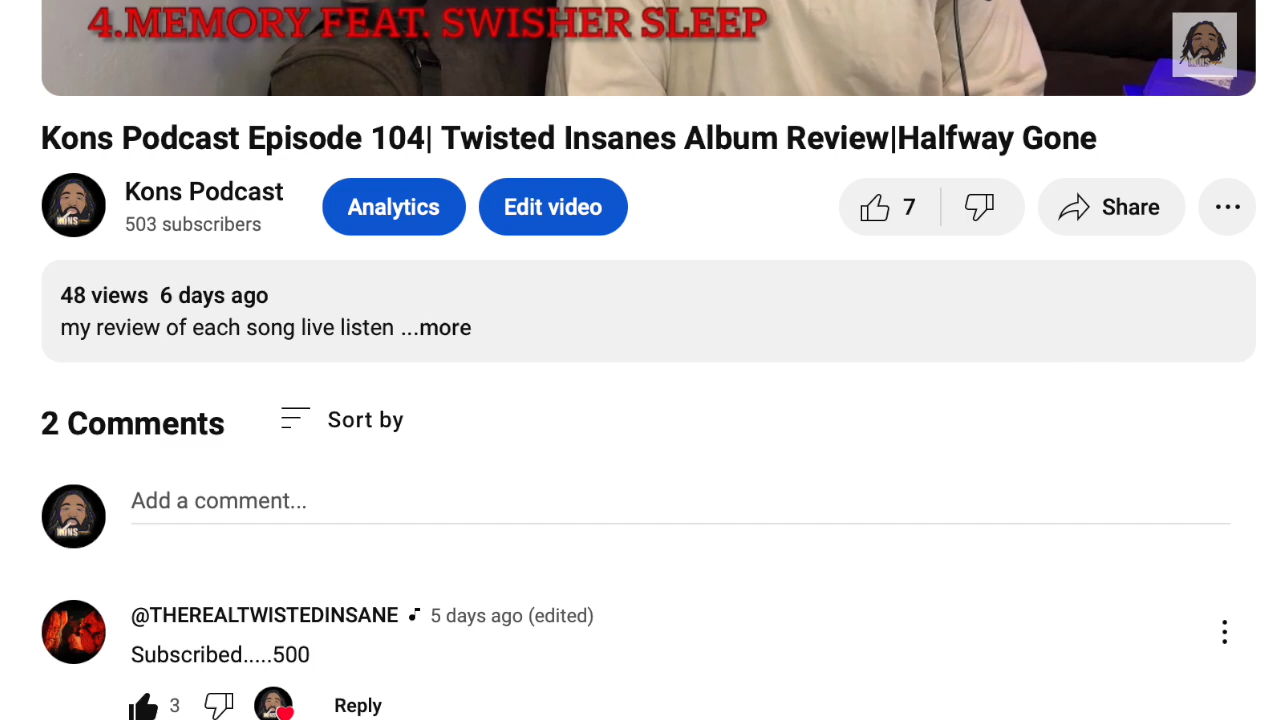 4.MEMORY FEAT. SWISHER SLEEP
KONS
Kons Podcast Episode 104| Twisted Insanes Album Review|Halfway Gone
Kons Podcast
503 subscribers
Analytics
Edit video
7
Share
48 views 6 days ago
my review of each song live listen ...more
2 Comments
Sort by
KONS
Add a comment...
@THEREALTWISTEDINSANE 5 days ago (edited)
Subscribed.....500
3
Reply